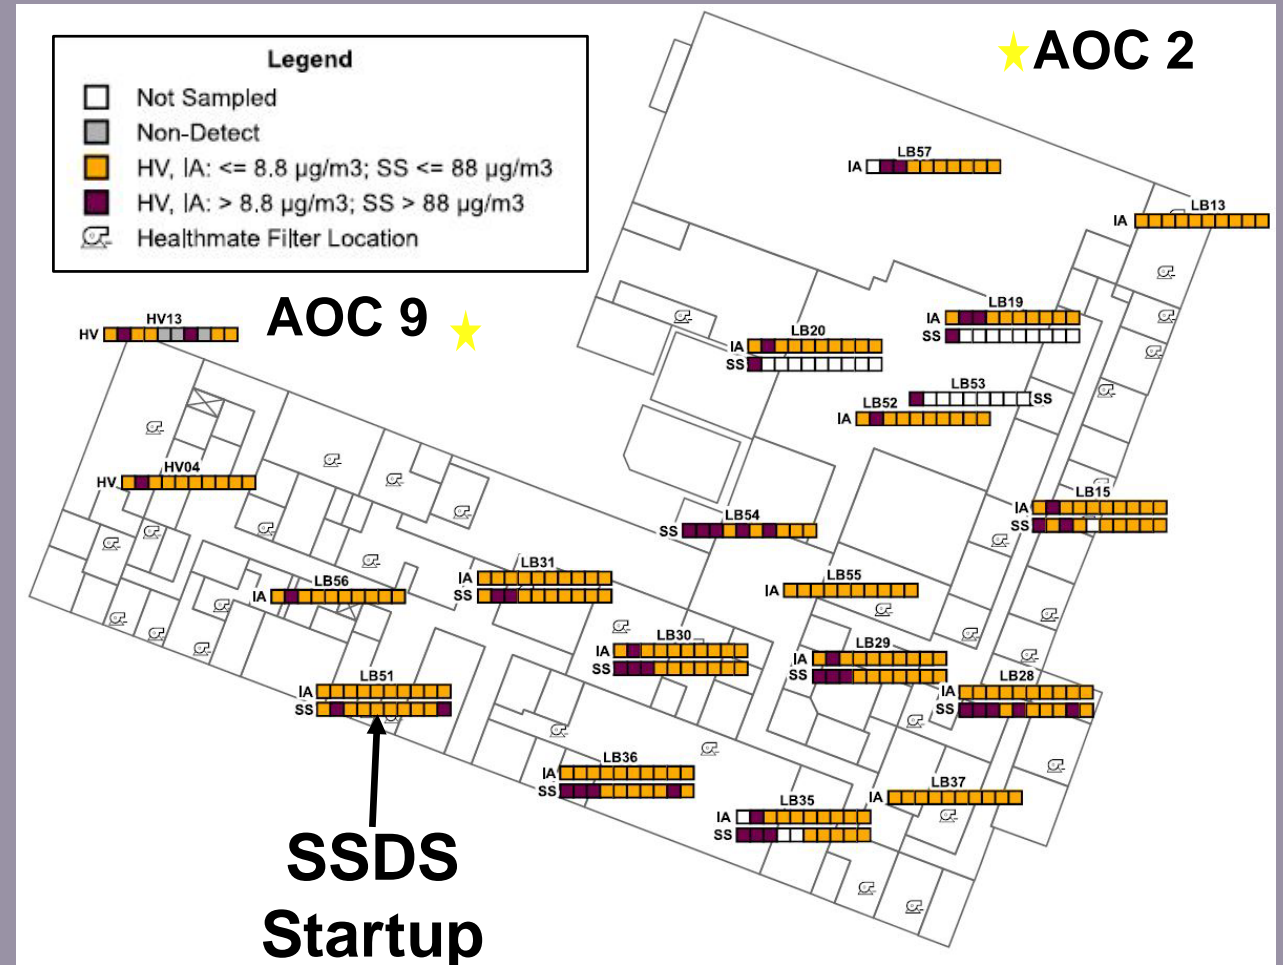 AOC 2
Legend
Not Sampled
Non-Detect
HV, IA: <= 8.8 µg/m3; SS <= 88 µg/m3
HV, IA: > 8.8 µg/m3; SS > 88 µg/m3
Healthmate Filter Location
LB57
IA
LB13
IA
AOC 9
HV13
HV
LB19
IA
SS
LB20
IA
SS
LB53
SS
LB52
IA
HV04
HV
LB15
IA
SS
LB54
SS
LB31
IA
SS
LB56
IA
LB55
IA
LB30
IA
SS
LB29
IA
SS
LB28
IA
SS
LB51
IA
SS
LB36
IA
SS
LB37
IA
LB35
IA
SS
SSDS
Startup